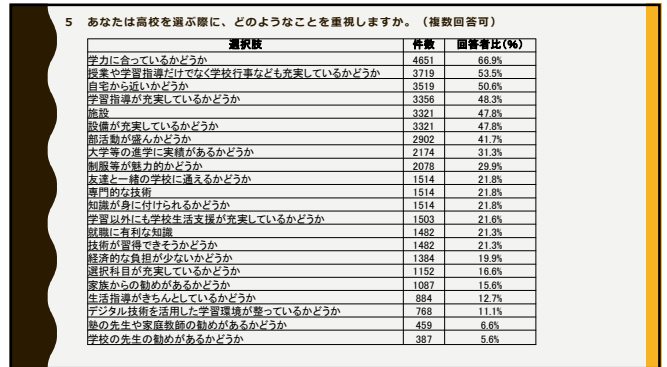 5 あなたは高校を選ぶ際に、どのようなことを重視しますか。（複数回答可）
選択肢 件数 回答者比(%)
学力に合っているかどうか 4651 66.9%
授業や学習指導だけでなく学校行事なども充実しているかどうか 3719 53.5%
自宅から近いかどうか 3519 50.6%
学習指導が充実しているかどうか 3356 48.3%
施設 3321 47.8%
設備が充実しているかどうか 3321 47.8%
部活動が盛んかどうか 2902 41.7%
大学等の進学に実績があるかどうか 2174 31.3%
制服等が魅力的かどうか 2078 29.9%
友達と一緒の学校に通えるかどうか 1514 21.8%
専門的な技術 1514 21.8%
知識が身に付けられるかどうか 1514 21.8%
学習以外にも学校生活支援が充実しているかどうか 1503 21.6%
就職に有利な知識 1482 21.3%
技術が習得できそうかどうか 1482 21.3%
経済的な負担が少ないかどうか 1384 19.9%
選択科目が充実しているかどうか 1152 16.6%
家族からの勧めがあるかどうか 1087 15.6%
生活指導がきちんとしているかどうか 884 12.7%
デジタル技術を活用した学習環境が整っているかどうか 768 11.1%
塾の先生や家庭教師の勧めがあるかどうか 459 6.6%
学校の先生の勧めがあるかどうか 387 5.6%